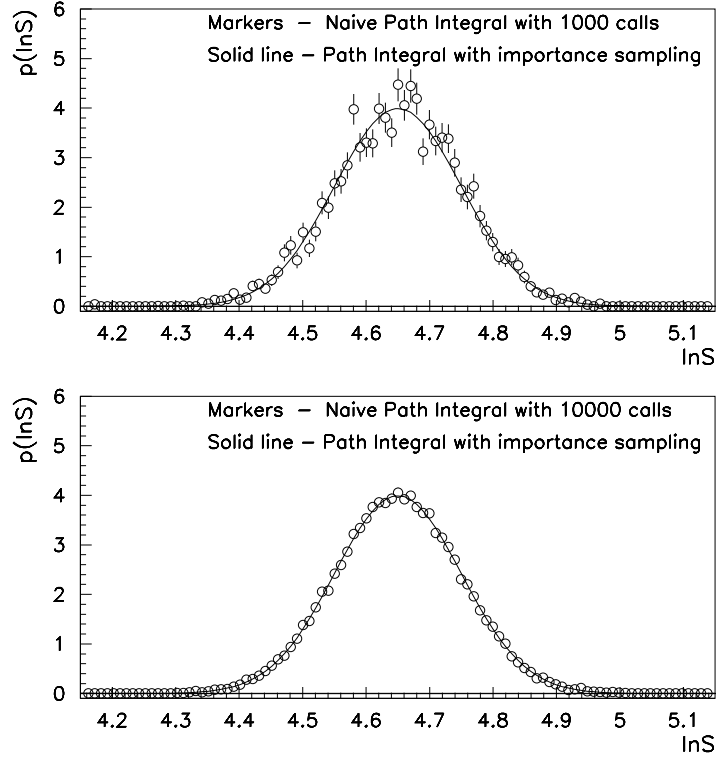 Markers – Naive Path Integral with 1000 calls
Solid line – Path Integral with importance sampling
p(lnS)
6
5
4
3
2
1
0
4.2 4.3 4.4 4.5 4.6 4.7 4.8 4.9 5 5.1
lnS
Markers – Naive Path Integral with 10000 calls
Solid line – Path Integral with importance sampling
p(lnS)
6
5
4
3
2
1
0
4.2 4.3 4.4 4.5 4.6 4.7 4.8 4.9 5 5.1
lnS